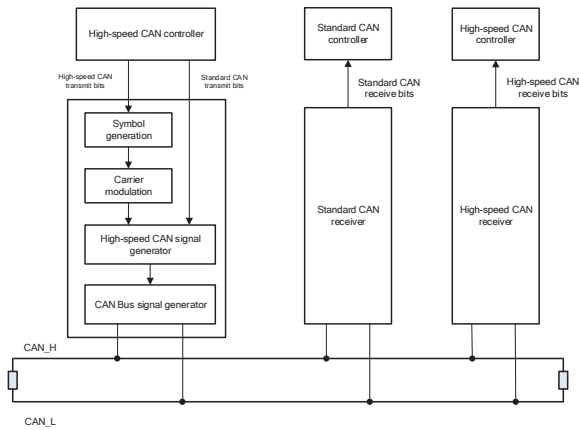 High-speed CAN controller
Standard CAN
controller
High-speed CAN
controller
High-speed CAN
transmit bits
Standard CAN
transmit bits
Standard CAN
receive bits
High-speed CAN
receive bits
Symbol
generation
Carrier
modulation
High-speed CAN signal
generator
CAN Bus signal generator
Standard CAN
receiver
High-speed CAN
receiver
CAN_H
CAN_L